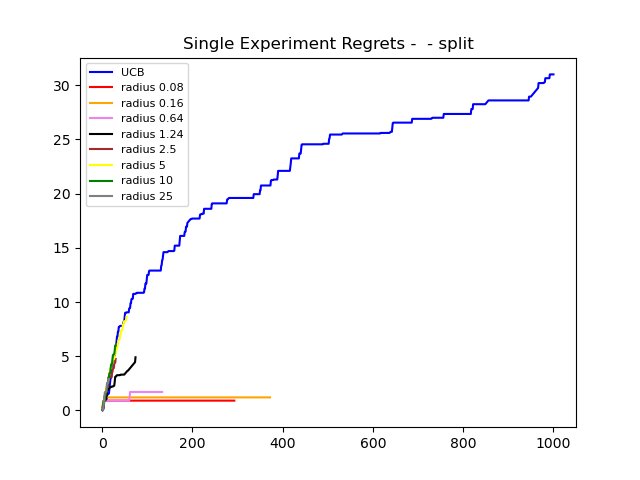 Single Experiment Regrets -  - split
UCB
radius 0.08
radius 0.16
radius 0.64
radius 1.24
radius 2.5
radius 5
radius 10
radius 25
30
25
20
15
10
5
0
0 200 400 600 800 1000